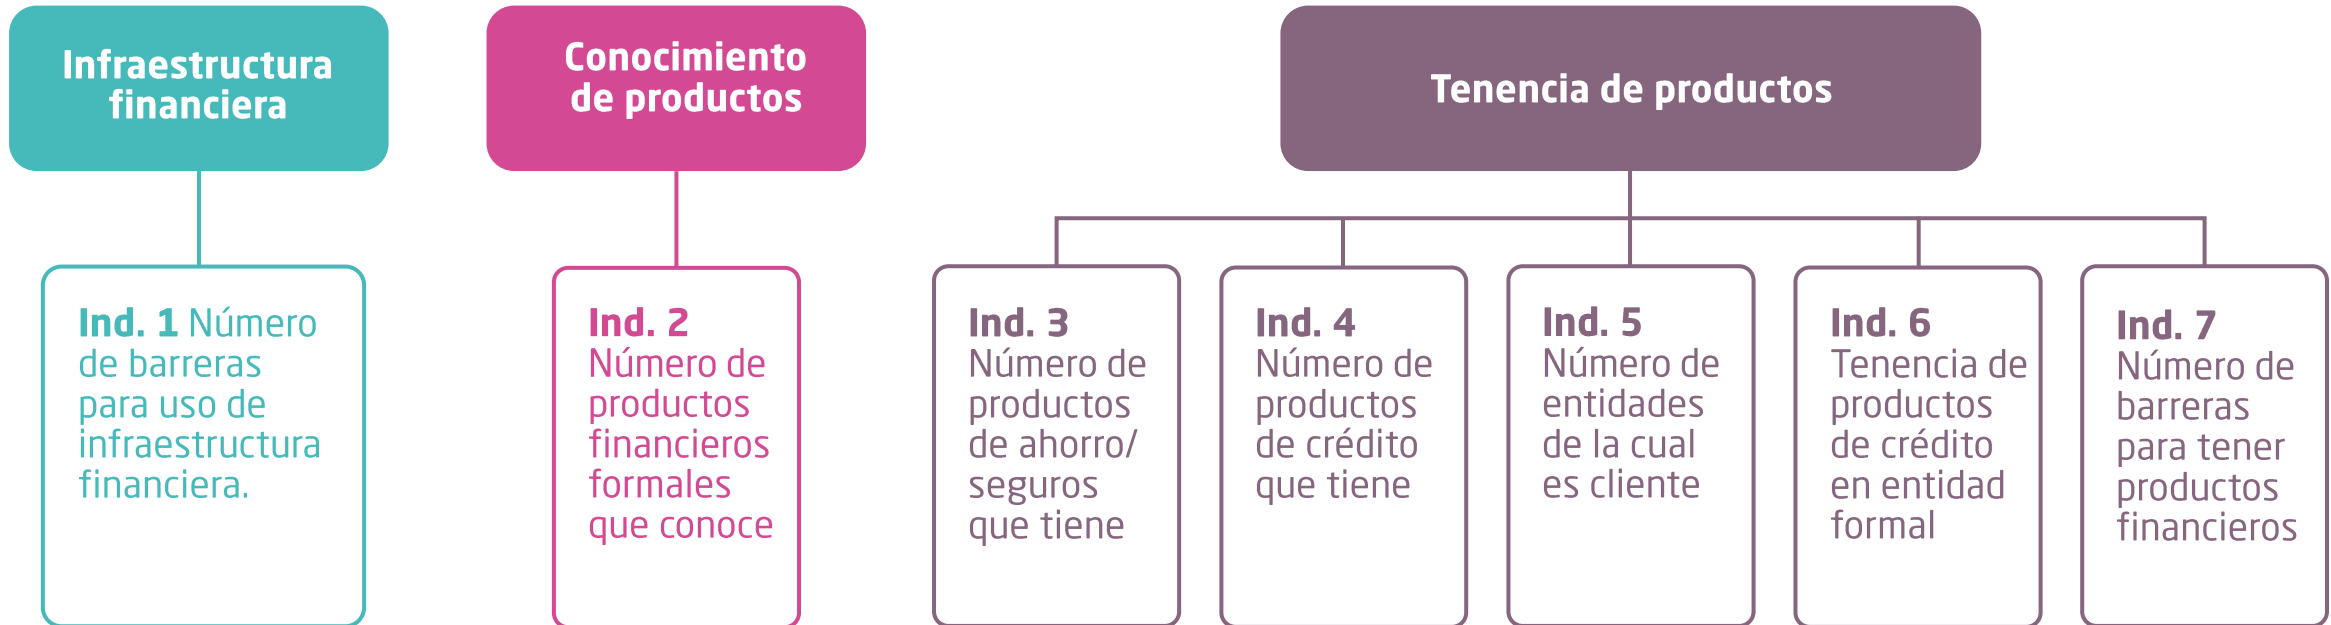 Infraestructura
financiera
Conocimiento
de productos
Tenencia de productos
Ind. 1 Número
de barreras
para uso de
infraestructura
financiera.
Ind. 2
Número de
productos
financieros
formales
que conoce
Ind. 3
Número de
productos
de ahorro/
seguros
que tiene
Ind. 4
Número de
productos
de crédito
que tiene
Ind. 5
Número de
entidades
de la cual
es cliente
Ind. 6
Tenencia de
productos
de crédito
en entidad
formal
Ind. 7
Número de
barreras
para tener
productos
financieros